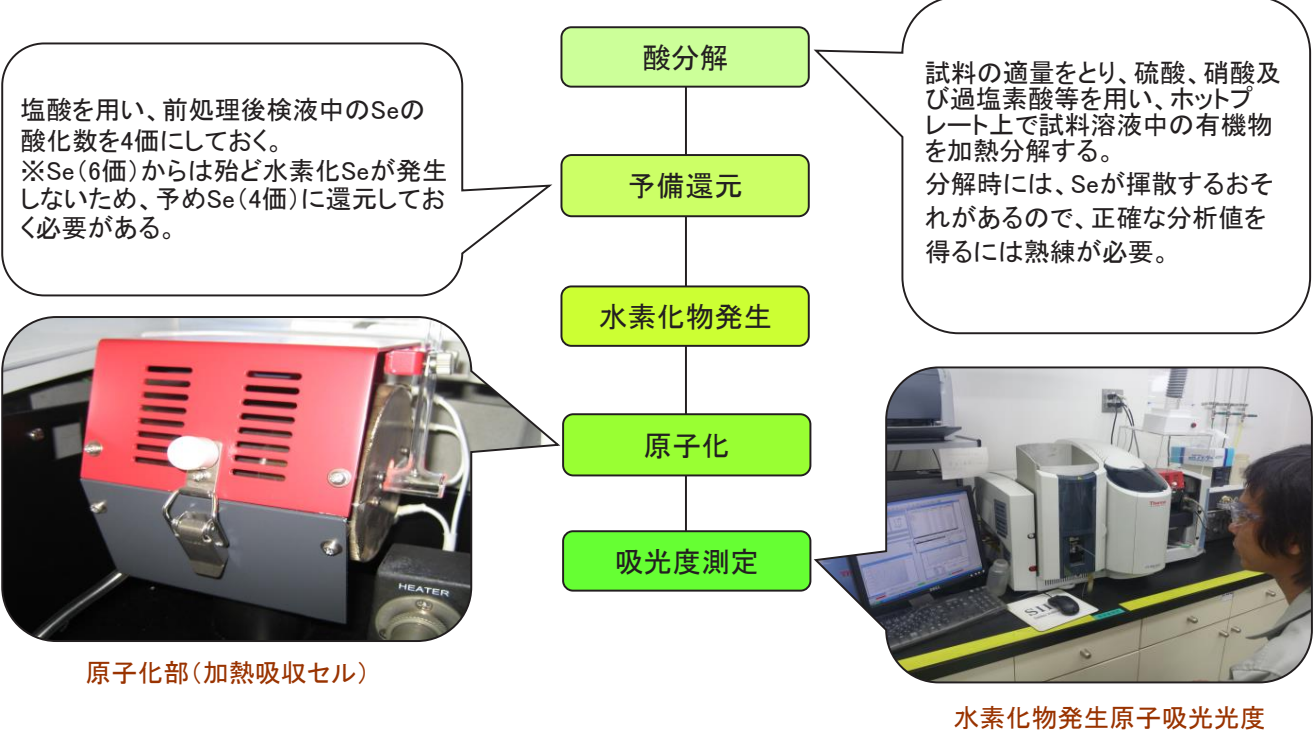 酸分解
試料の適量をとり、硫酸、硝酸及
び過塩素酸等を用い、ホットプ
レート上で試料溶液中の有機物
を加熱分解する。
分解時には、Seが揮散するおそ
れがあるので、正確な分析値を
得るには熟練が必要。
塩酸を用い、前処理後検液中のSeの
酸化数を4価にしておく。
※Se(6価)からは殆ど水素化Seが発生
しないため、予めSe(4価)に還元してお
く必要がある。
予備還元
水素化物発生
原子化
吸光度測定
HEATER
原子化部(加熱吸収セル)
水素化物発生原子吸光光度